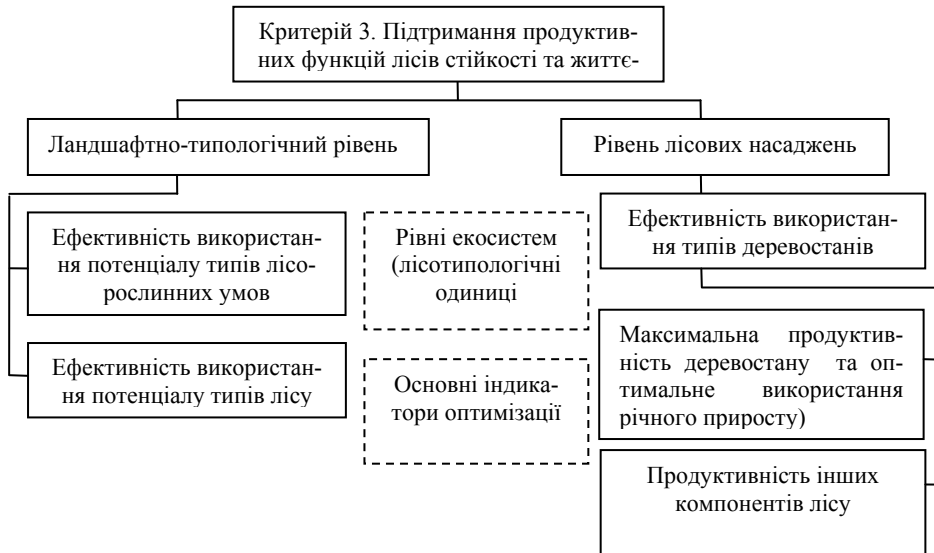 Критерій 3. Підтримання продуктив-
них функцій лісів стійкості та життє-
Ландшафтно-типологічний рівень
Рівень лісових насаджень
Ефективність використан-
ня потенціалу типів лісо-
рослинних умов
Рівні екосистем
(лісотипологічні
одиниці
Ефективність використан-
ня типів деревостанів
Ефективність використан-
ня потенціалу типів лісу
Основні індика-
тори оптимізації
Максимальна продуктив-
ність деревостану та оп-
тимальне використання
річного приросту)
Продуктивність інших
компонентів лісу